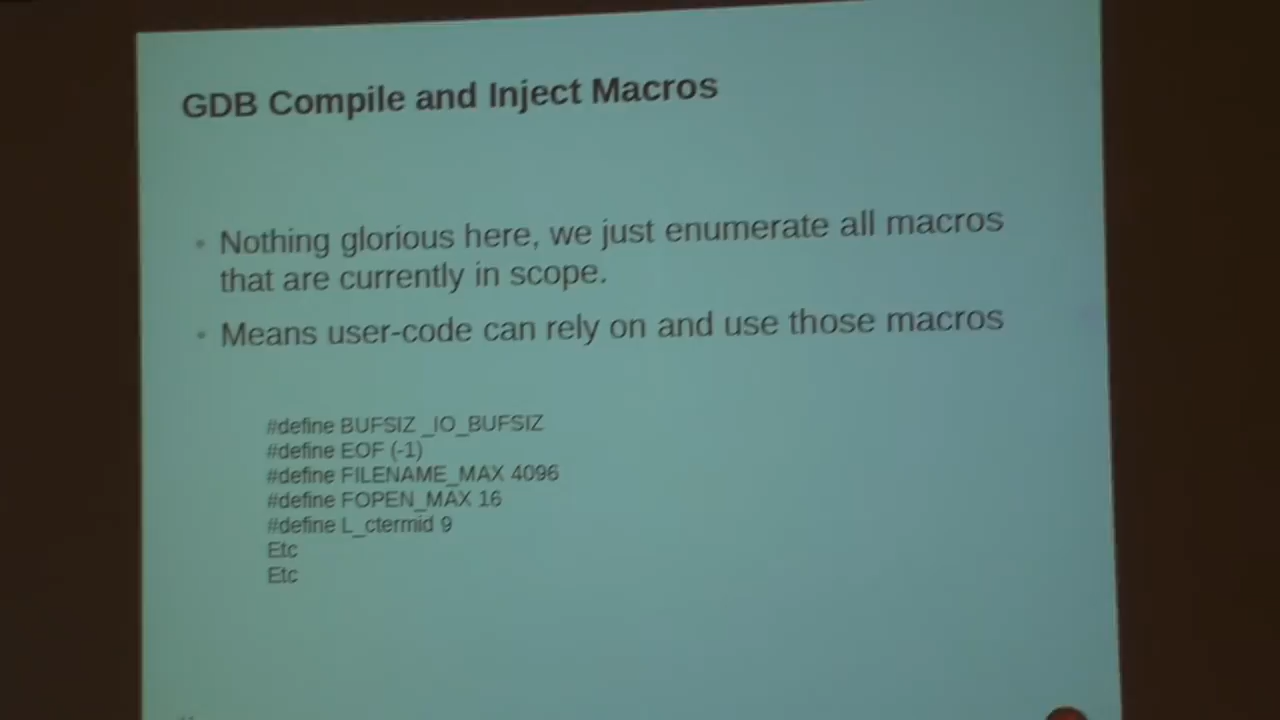 GDB Compile and Inject Macros
• Nothing glorious here, we just enumerate all macros
that are currently in scope.
• Means user-code can rely on and use those macros
#define BUFSIZ _IO_BUFSIZ
#define EOF (-1)
#define FILENAME_MAX 4096
#define FOPEN_MAX 16
#define L_ctermid 9
Etc
Etc